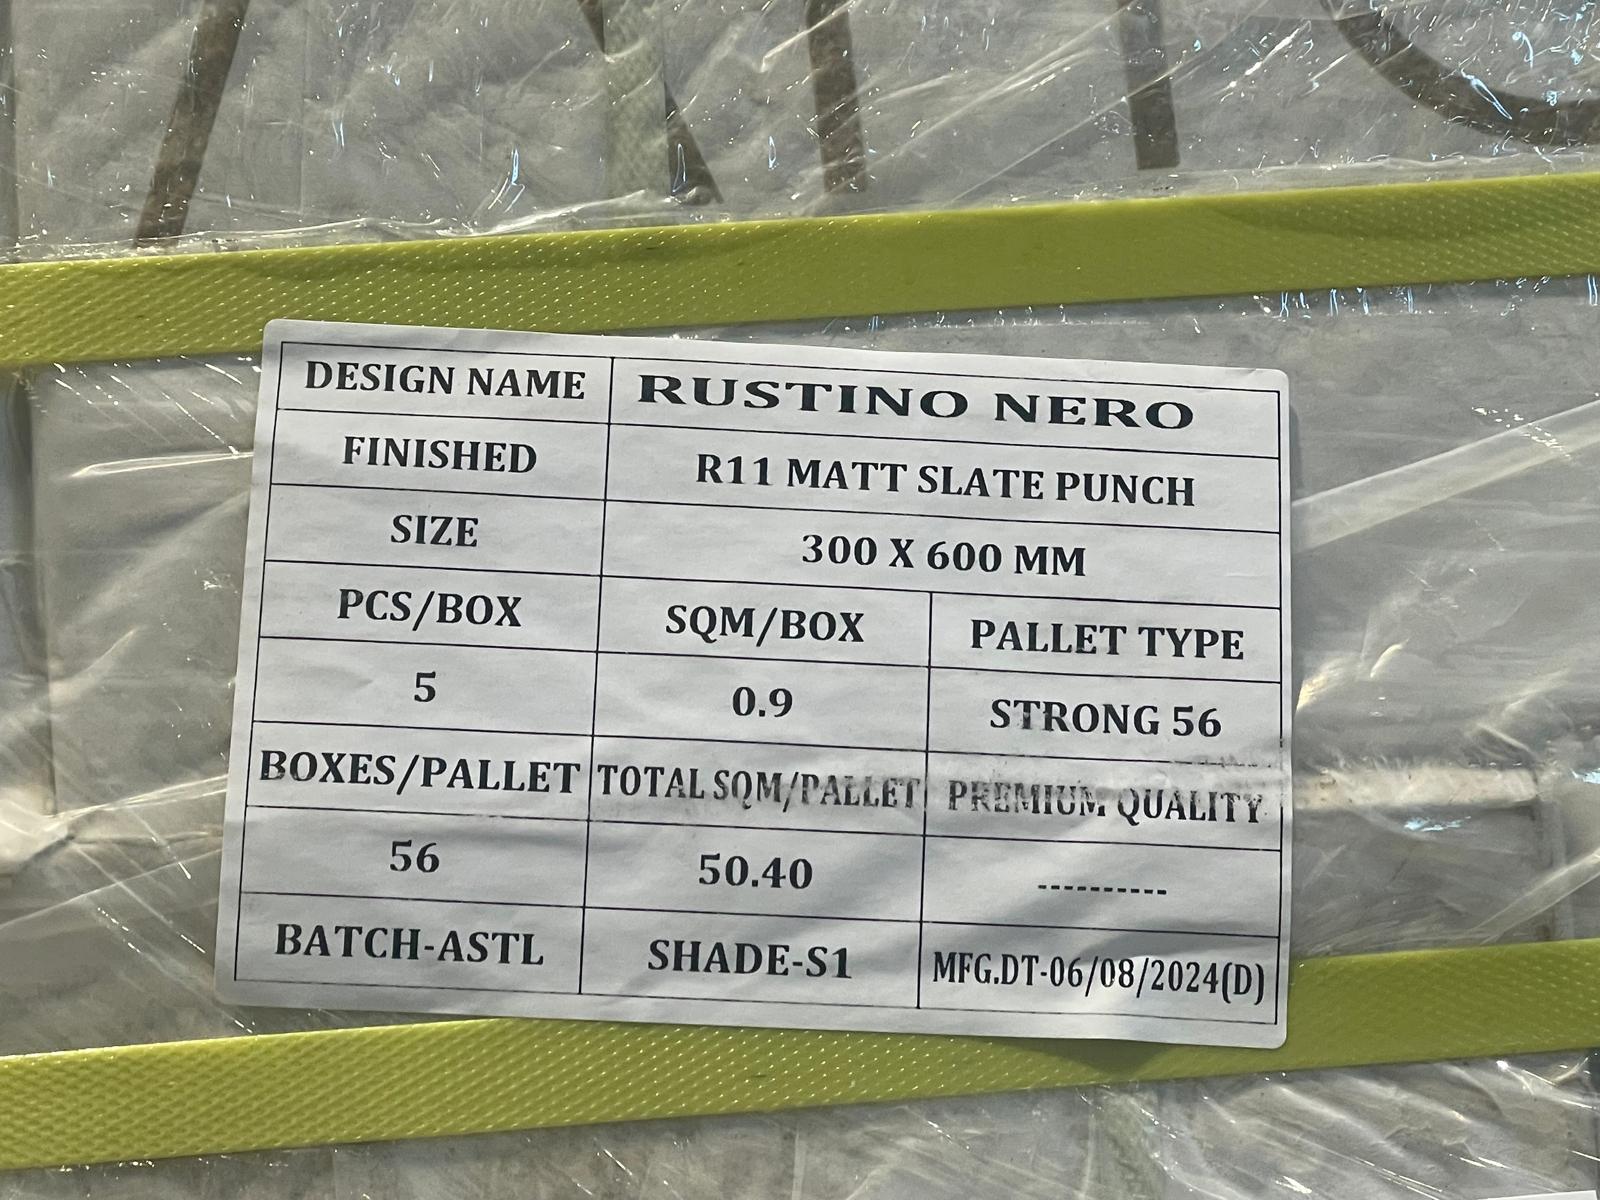 DESIGN NAME RUSTINO NERO
FINISHED R11 MATT SLATE PUNCH
SIZE 300 X 600 MM
PCS/BOX SQM/BOX PALLET TYPE
5 0.9 STRONG 56
BOXES/PALLET TOTAL SQM/PALLET PREMIUM QUALITY
56 50.40 ----------
BATCH-ASTL SHADE-S1 MFG.DT-06/08/2024(D)